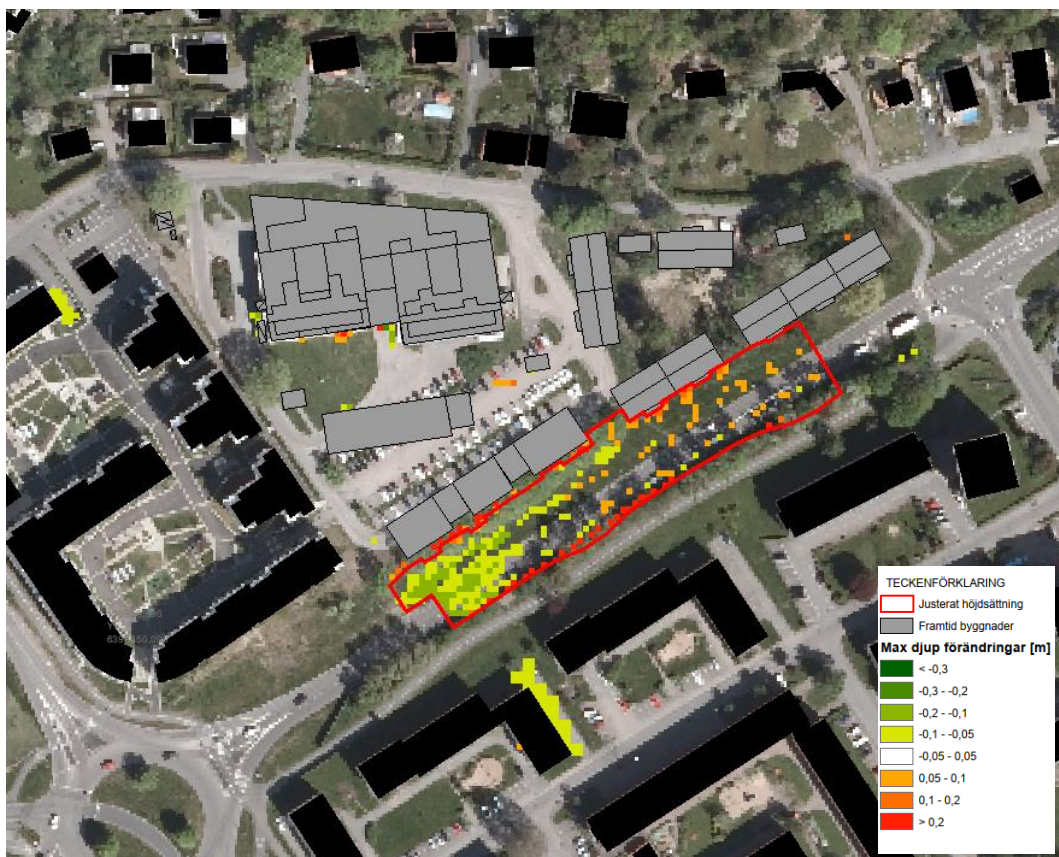 TECKENFÖRKLARING
Justerat höjdsättning
Framtid byggnader
Max djup förändringar [m]
< -0,3
-0,3 - -0,2
-0,2 - -0,1
-0,1 - -0,05
-0,05 - 0,05
0,05 - 0,1
0,1 - 0,2
> 0,2